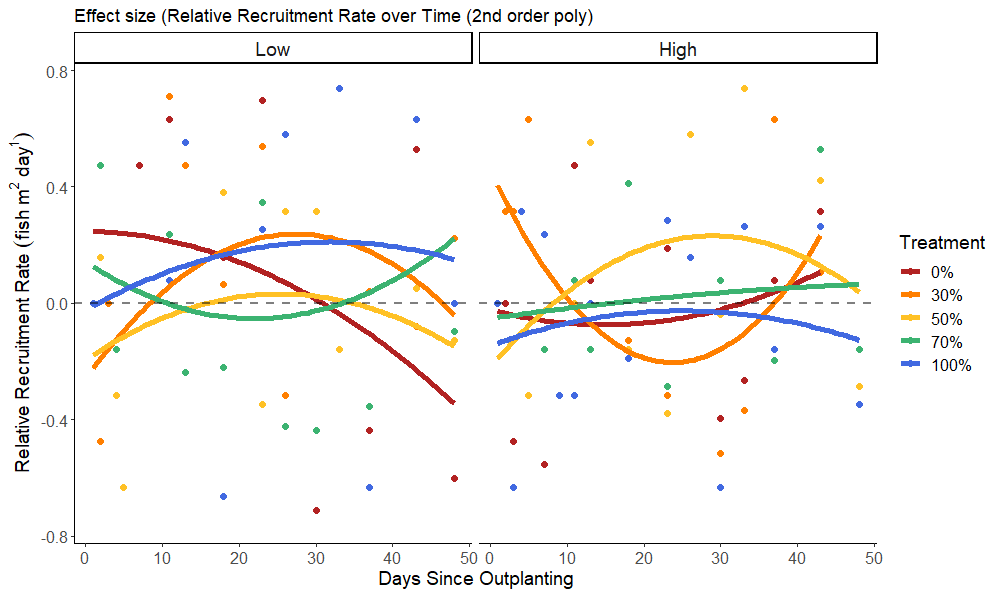 Effect size (Relative Recruitment Rate over Time (2nd order poly)
Low
High
Relative Recruitment Rate (fish m² day¹)
0.8
0.4
0.0
-0.4
-0.8
0 10 20 30 40 50
0 10 20 30 40 50
Days Since Outplanting
Treatment
0%
30%
50%
70%
100%